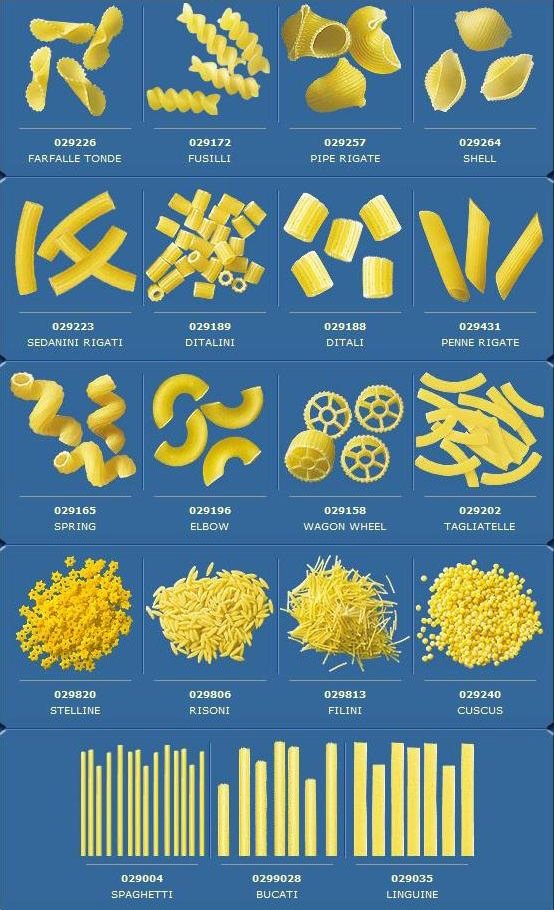 029226 029172 029257 029264
FARFALLE TONDE FUSILLI PIPE RIGATE SHELL
029223 029189 029188 029431
SEDANINI RIGATI DITALINI DITALI PENNE RIGATE
029165 029196 029158 029202
SPRING ELBOW WAGON WHEEL TAGLIATELLE
029820 029806 029813 029240
STELLINE RISONI FILINI CUSCUS
029004 0299028 029035
SPAGHETTI BUCATI LINGUINE